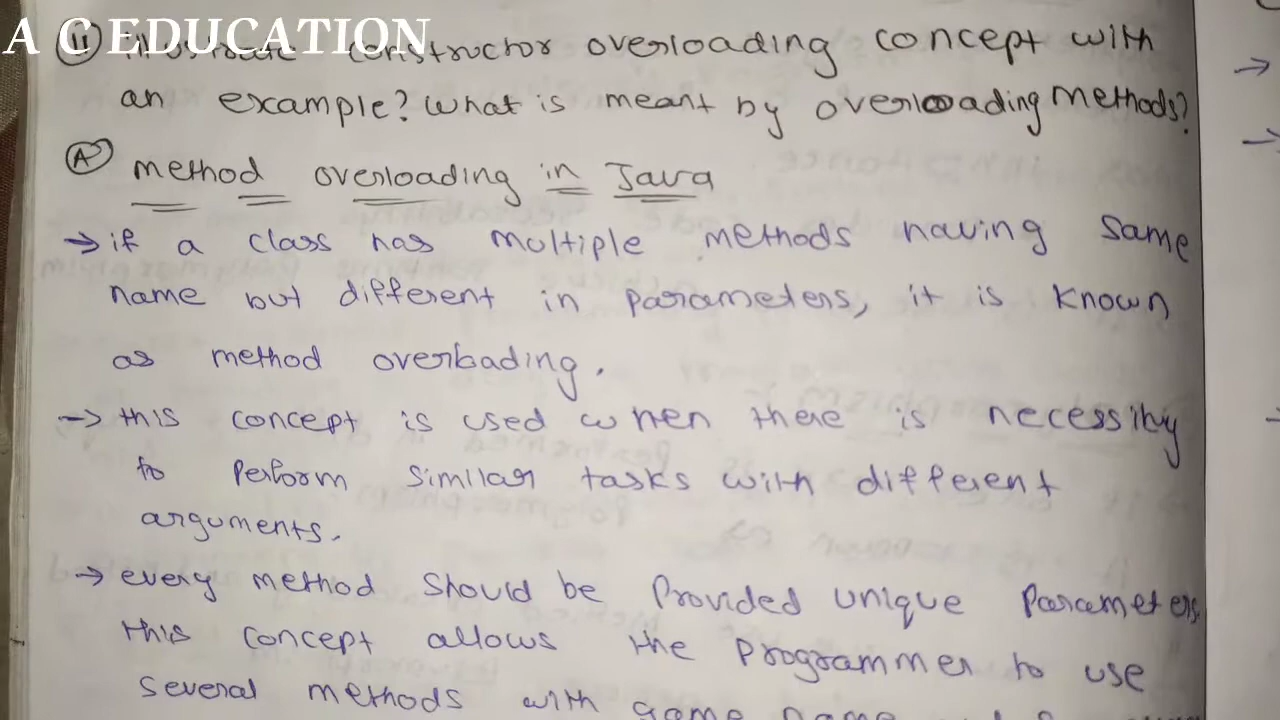 A C EDUCATION
illustrate constructor overloading concept with
an example? What is meant by overloading methods?
A method overloading in Java
→ if a class has multiple methods having same
name but different in parameters, it is known
as method overloading.
→ this concept is used when there is necessity
to perform similar tasks with different
arguments.
→ every method should be provided unique parameters.
this concept allows the programmer to use
several methods with same name